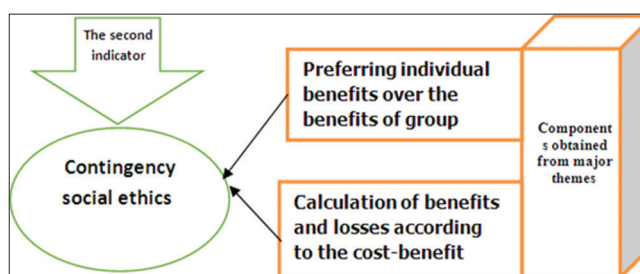 The second
indicator
Contingency
social ethics
Preferring individual
benefits over the
benefits of group
Calculation of benefits
and losses according
to the cost-benefit
Component
s obtained
from major
themes